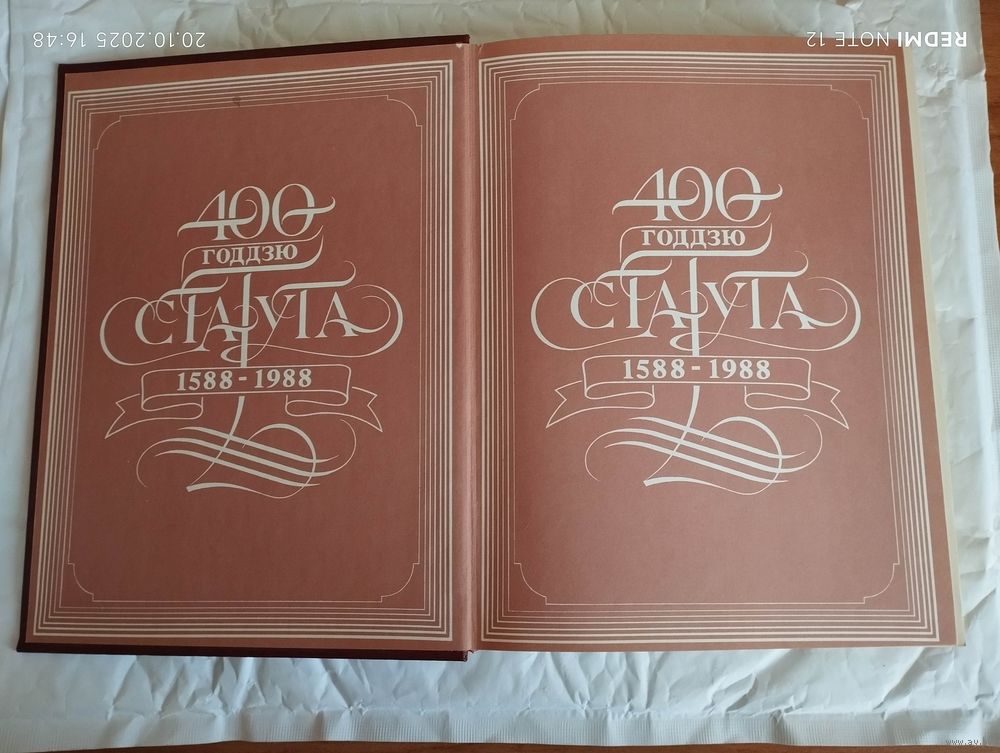 20.10.2025 16:48
REDMI NOTE 12
400
ГОДДЗЮ
СТАТУТА
1588-1988
400
ГОДДЗЮ
СТАТУТА
1588-1988